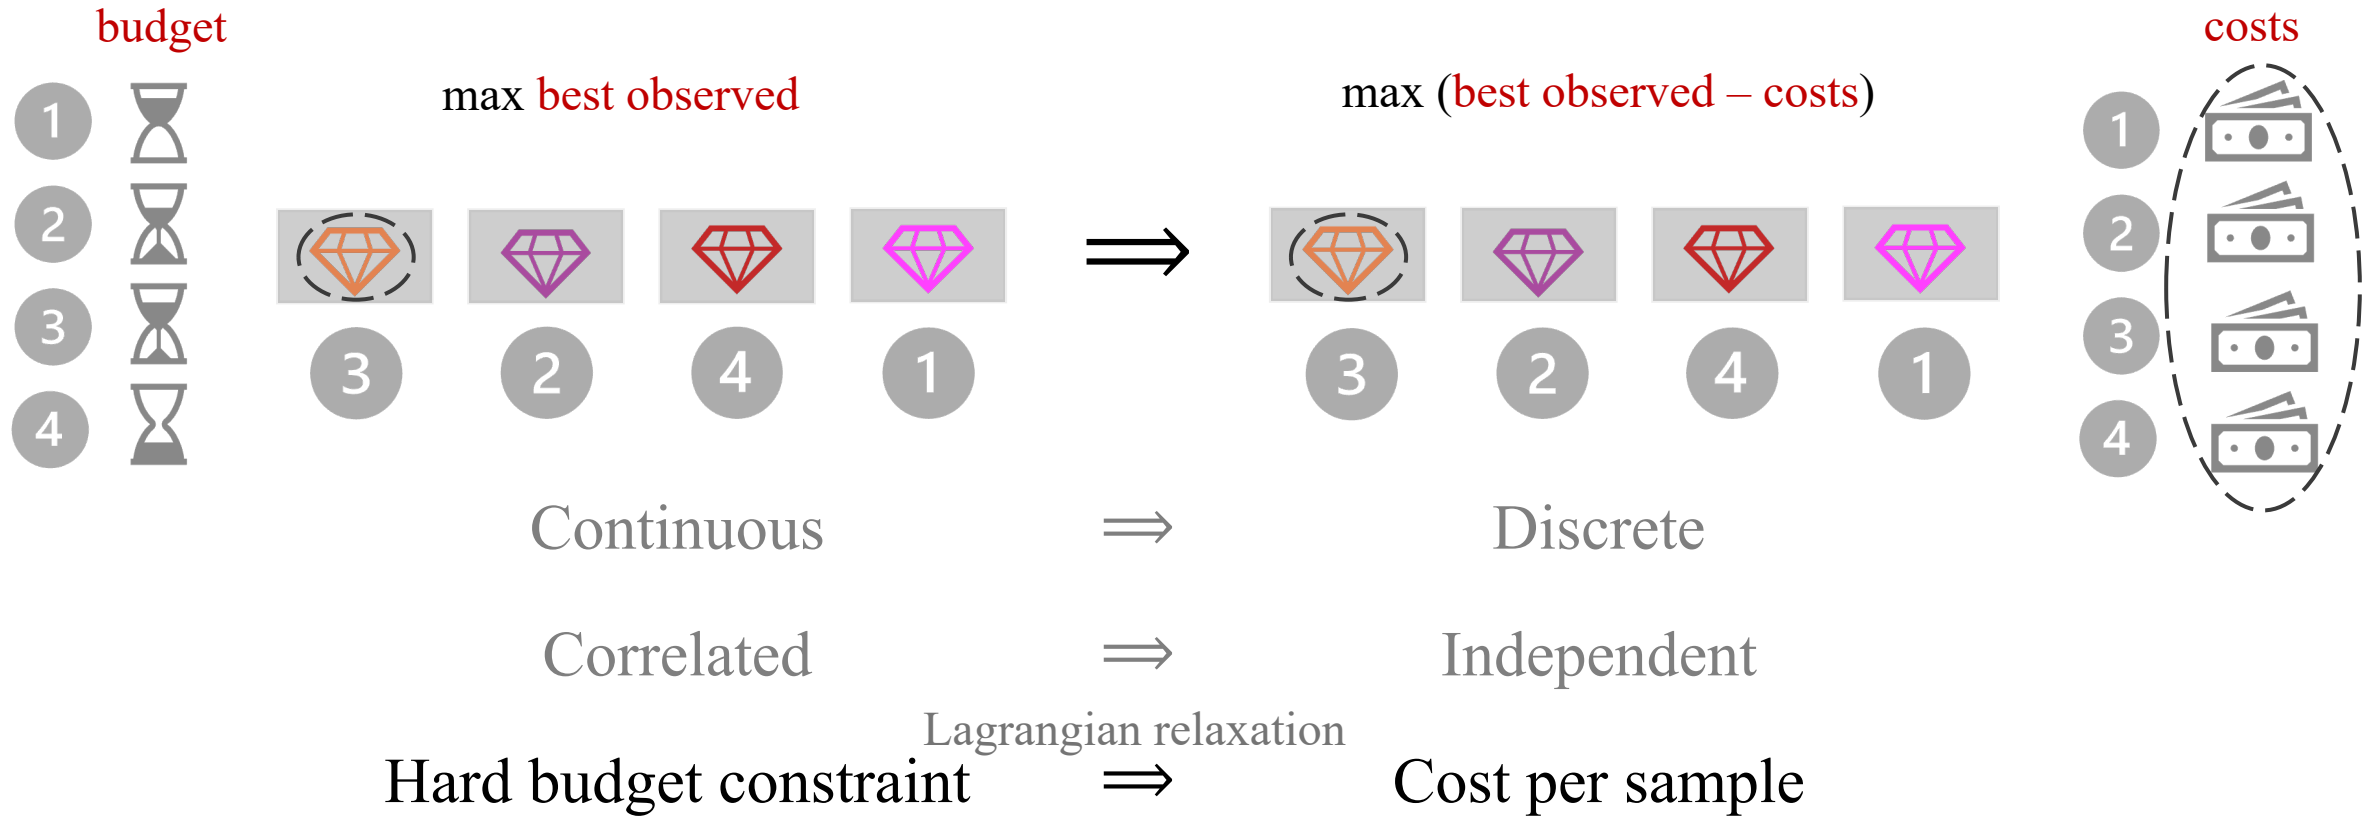 budget
costs
max best observed
max (best observed – costs)
1
2
3
4
3 2 4 1
⟹
3 2 4 1
1
2
3
4
Continuous ⟹ Discrete
Correlated ⟹ Independent
Lagrangian relaxation
Hard budget constraint ⟹ Cost per sample